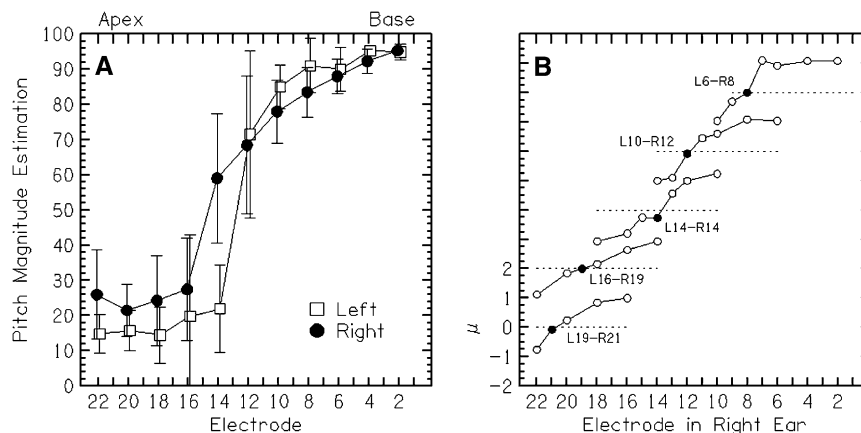 Apex Base
A
Pitch Magnitude Estimation
100
90
80
70
60
50
40
30
20
10
0
Left
Right
22 20 18 16 14 12 10 8 6 4 2
Electrode
B
L6-R8
L10-R12
L14-R14
L16-R19
L19-R21
μ
2
1
0
-1
-2
22 20 18 16 14 12 10 8 6 4 2
Electrode in Right Ear